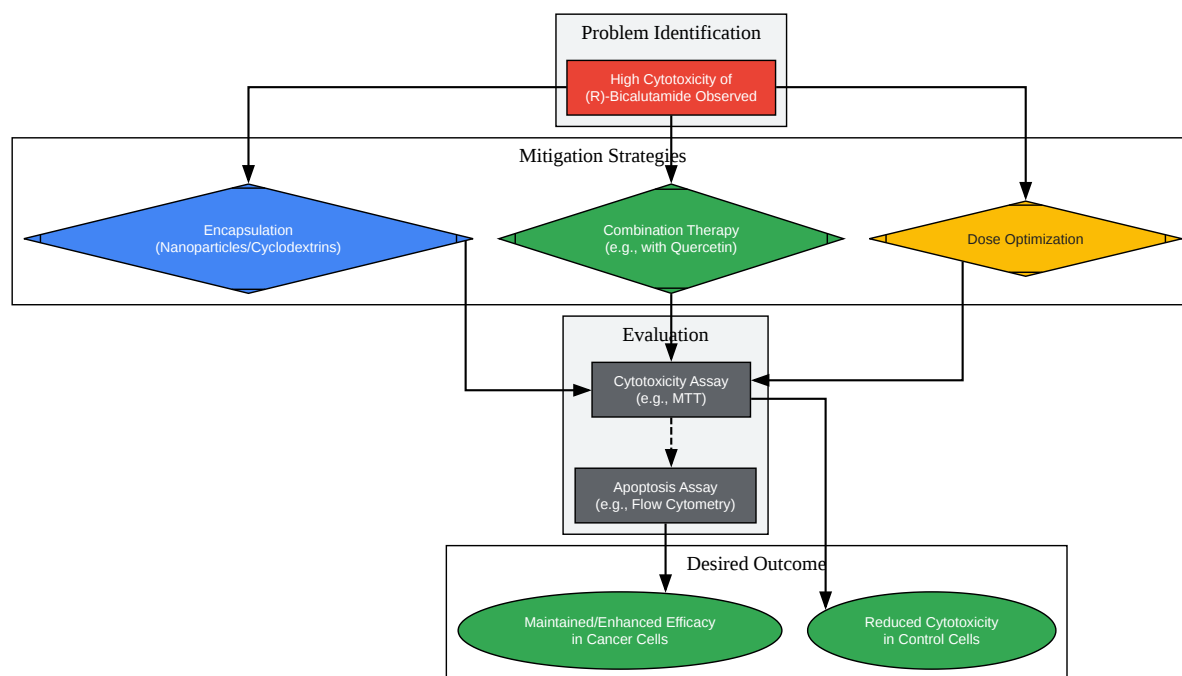 Problem Identification
High Cytotoxicity of
(R)-Bicalutamide Observed
Mitigation Strategies
Encapsulation
(Nanoparticles/Cyclodextrins)
Combination Therapy
(e.g., with Quercetin)
Dose Optimization
Evaluation
Cytotoxicity Assay
(e.g., MTT)
Apoptosis Assay
(e.g., Flow Cytometry)
Desired Outcome
Maintained/Enhanced Efficacy
in Cancer Cells
Reduced Cytotoxicity
in Control Cells